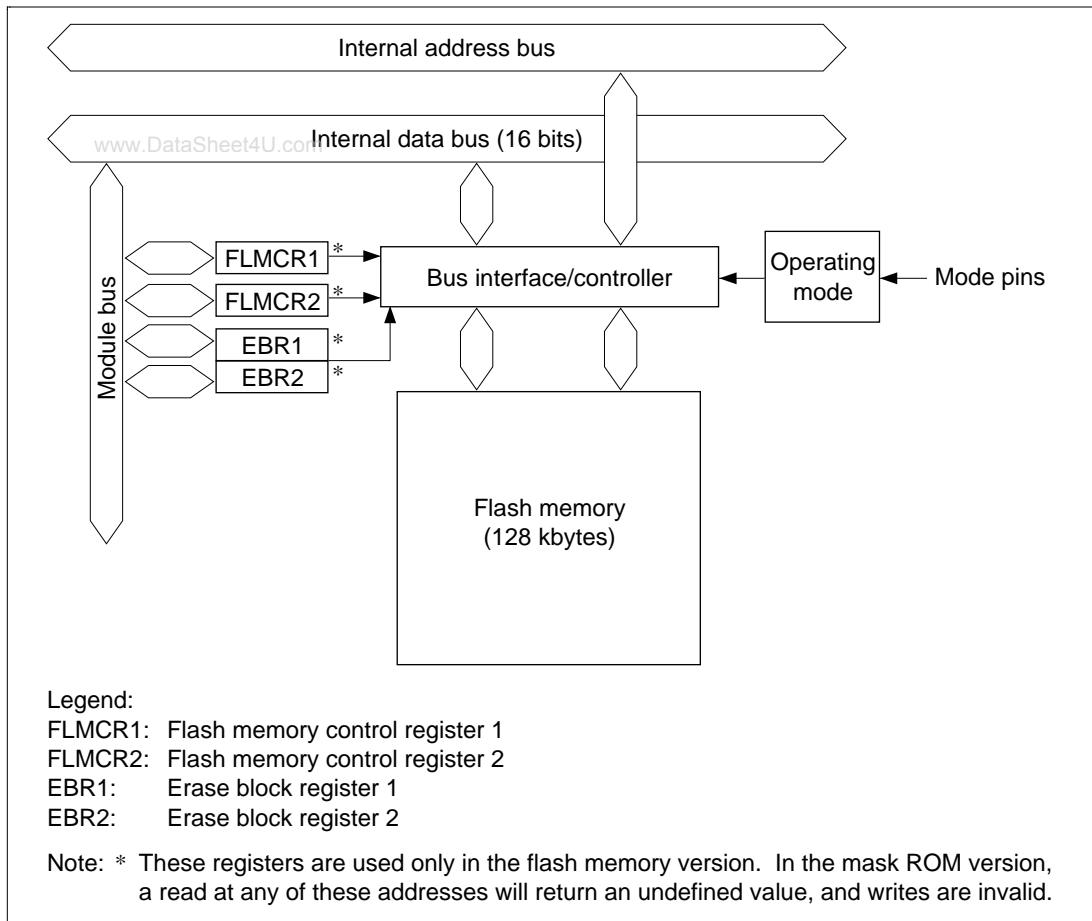 Internal address bus
www.DataSheet4U.com
Internal data bus (16 bits)
Module bus
FLMCR1
*
FLMCR2
*
EBR1
*
EBR2
*
Bus interface/controller
Operating
mode
Mode pins
Flash memory
(128 kbytes)
Legend:
FLMCR1: Flash memory control register 1
FLMCR2: Flash memory control register 2
EBR1: Erase block register 1
EBR2: Erase block register 2
Note: * These registers are used only in the flash memory version. In the mask ROM version,
a read at any of these addresses will return an undefined value, and writes are invalid.